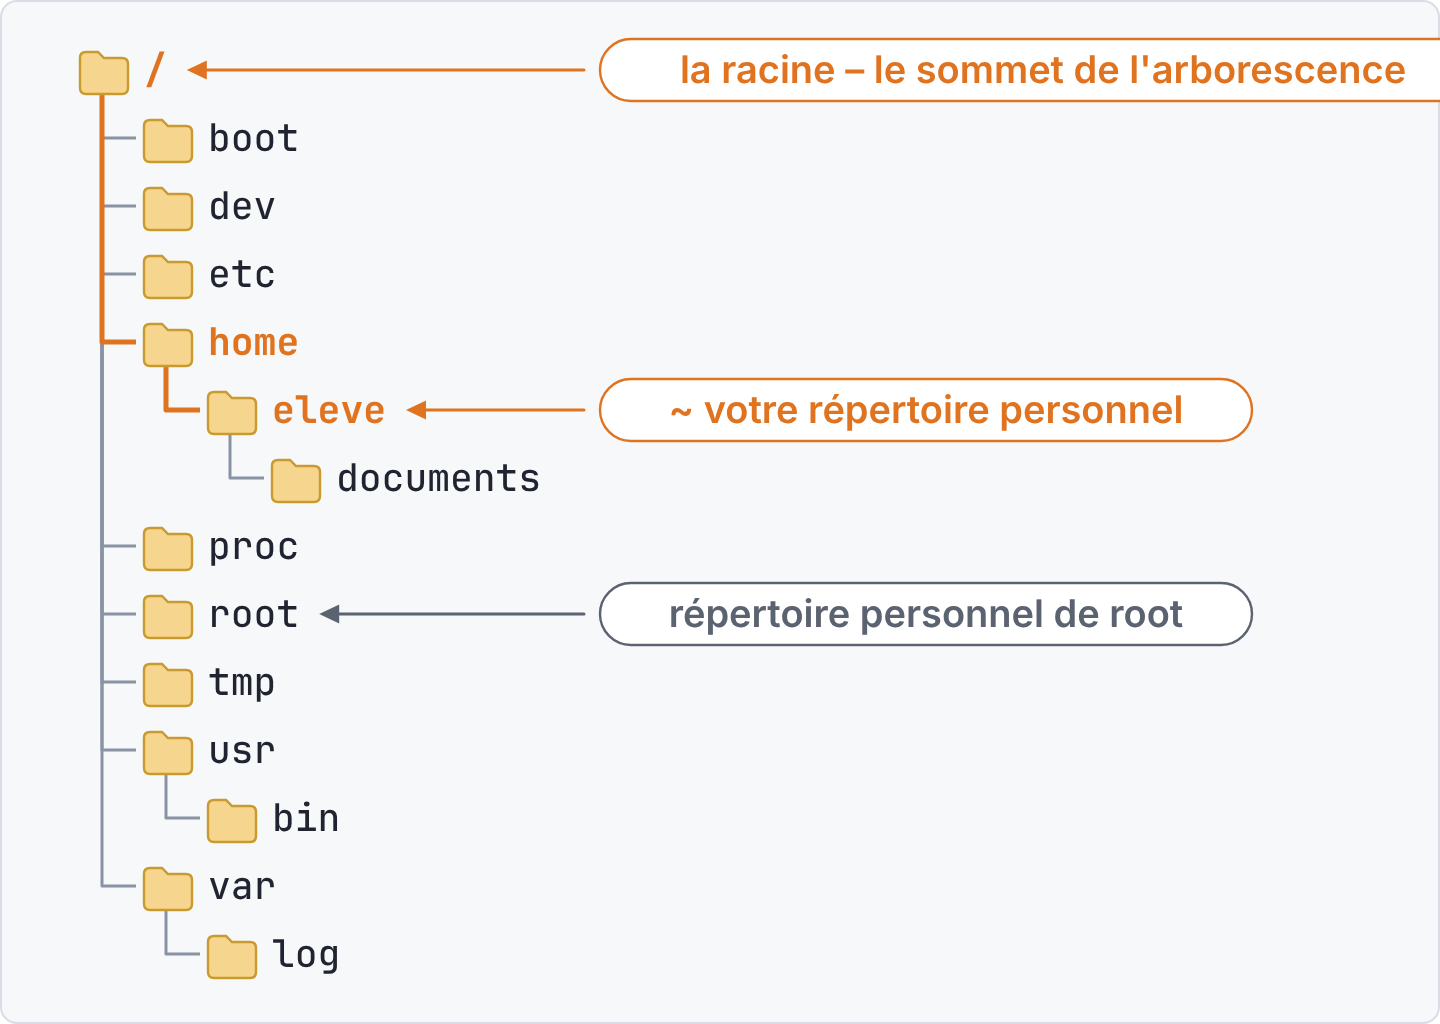 / la racine – le sommet de l'arborescence
boot
dev
etc
home
eleve ~ votre répertoire personnel
documents
proc
root répertoire personnel de root
tmp
usr
bin
var
log